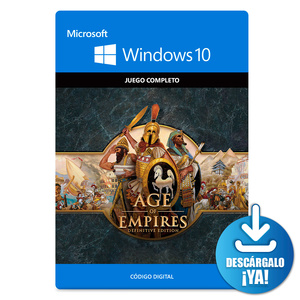 Microsoft
Windows 10
JUEGO COMPLETO
AGE
OF
EMPIRES
DEFINITIVE EDITION
CÓDIGO DIGITAL
DESCÁRGALO
¡YA!